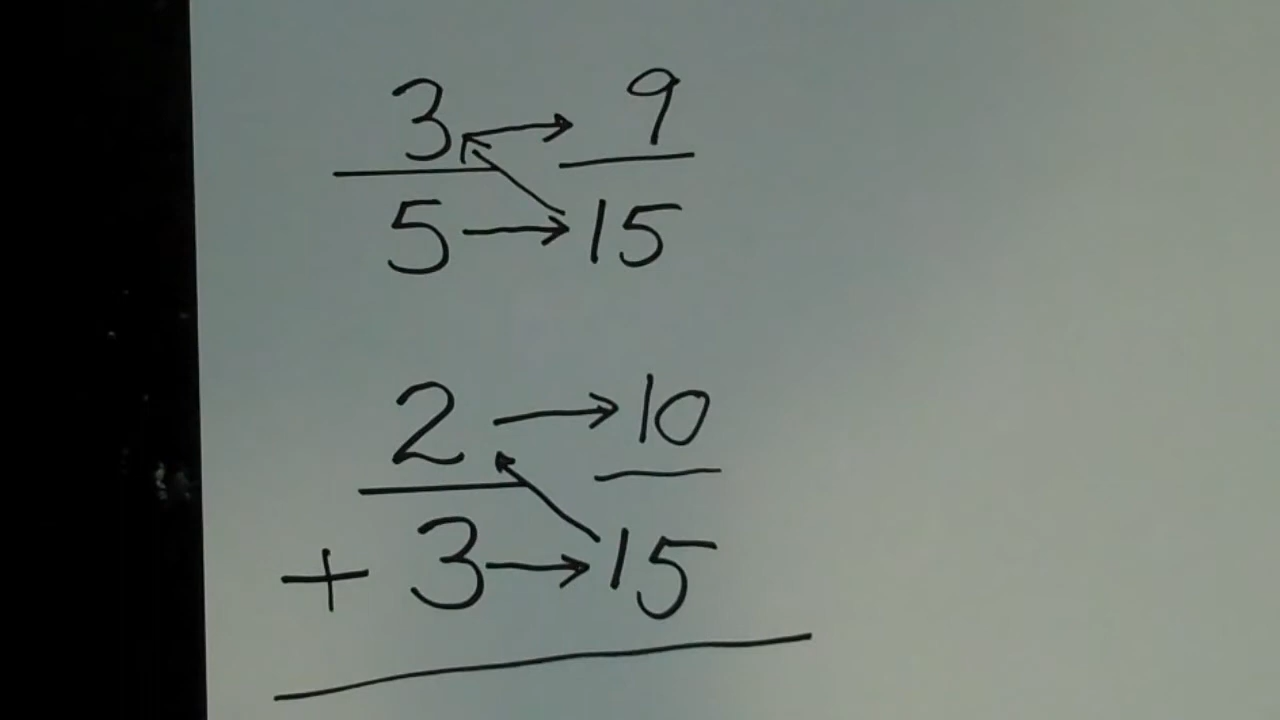 3 → 9
5 → 15
2 → 10
+ 3 → 15